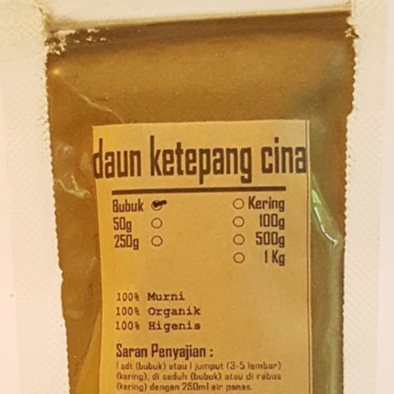 daun ketepang cina
Bubuk Kering
50g 100g
250g 500g
1 Kg
100% Murni
100% Organik
100% Higenis
Saran Penyajian :
1 sdt (bubuk) atau 1 jumput (3-5 lembar)
(kering), di seduh (bubuk) atau di rebus
(kering) dengan 250ml air panas.